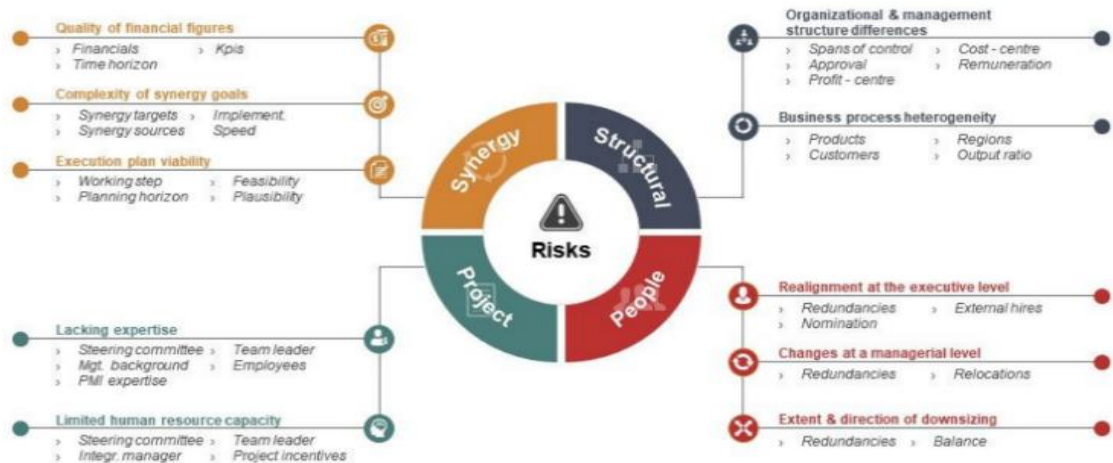 Quality of financial figures
› Financials › Kpis
› Time horizon
Complexity of synergy goals
› Synergy targets › Implement.
› Synergy sources Speed
Execution plan viability
› Working step › Feasibility
› Planning horizon › Plausibility
Organizational & management
structure differences
› Spans of control › Cost - centre
› Approval › Remuneration
› Profit - centre
Business process heterogeneity
› Products › Regions
› Customers › Output ratio
Synergy
Structural
Risks
Project
People
Lacking expertise
› Steering committee › Team leader
› Mgt. background › Employees
› PMI expertise
Limited human resource capacity
› Steering committee › Team leader
› Integr. manager › Project incentives
Realignment at the executive level
› Redundancies › External hires
› Nomination
Changes at a managerial level
› Redundancies › Relocations
Extent & direction of downsizing
› Redundancies › Balance